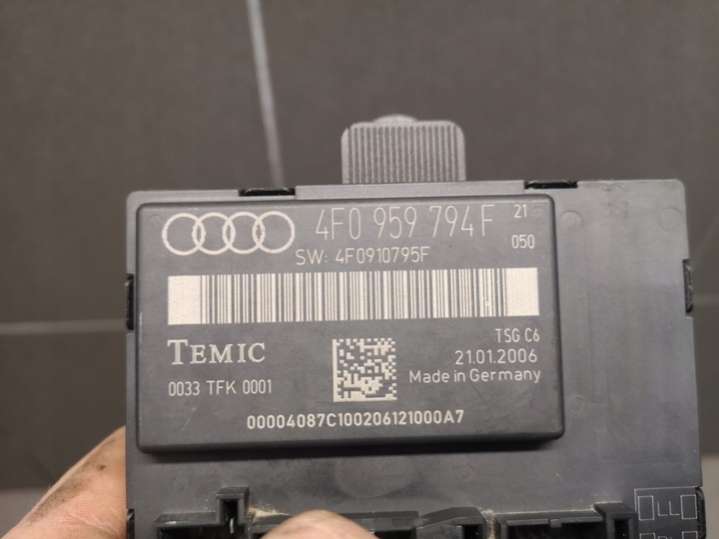 4F0 959 794 F 21
SW: 4F0910795F 050
TSG C6
TEMIC 21.01.2006
0033 TFK 0001 Made in Germany
00004087C100206121000A7